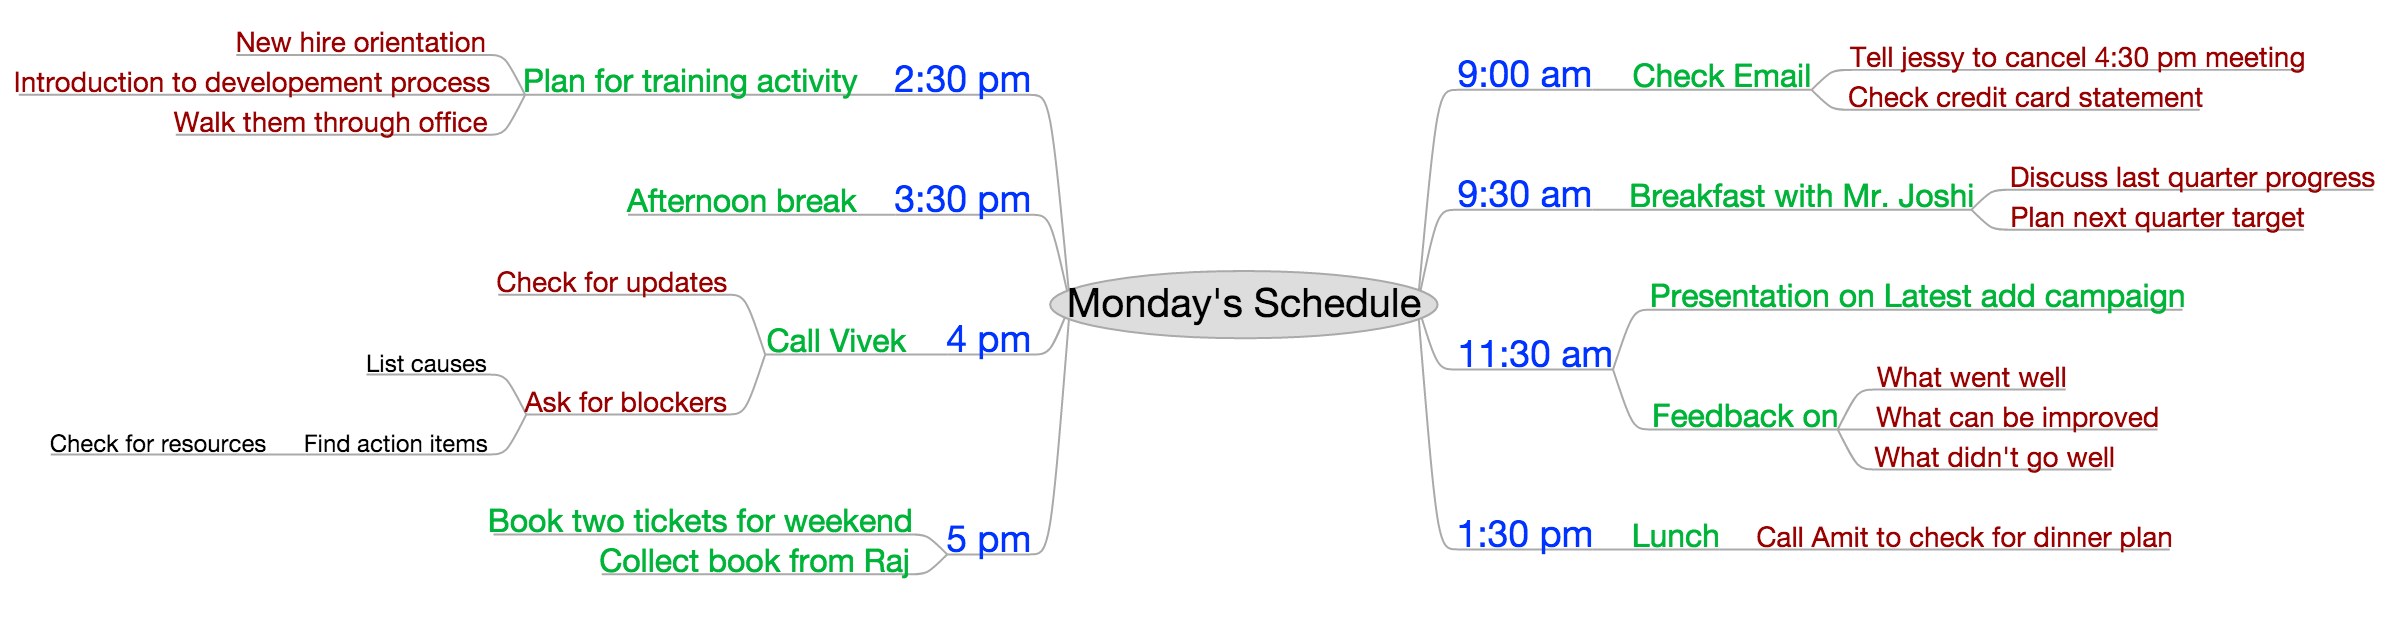 Monday's Schedule
9:00 am
Check Email
Tell jessy to cancel 4:30 pm meeting
Check credit card statement
9:30 am
Breakfast with Mr. Joshi
Discuss last quarter progress
Plan next quarter target
11:30 am
Presentation on Latest add campaign
Feedback on
What went well
What can be improved
What didn't go well
1:30 pm
Lunch
Call Amit to check for dinner plan
2:30 pm
Plan for training activity
New hire orientation
Introduction to developement process
Walk them through office
3:30 pm
Afternoon break
4 pm
Call Vivek
Check for updates
Ask for blockers
List causes
Find action items
Check for resources
5 pm
Book two tickets for weekend
Collect book from Raj